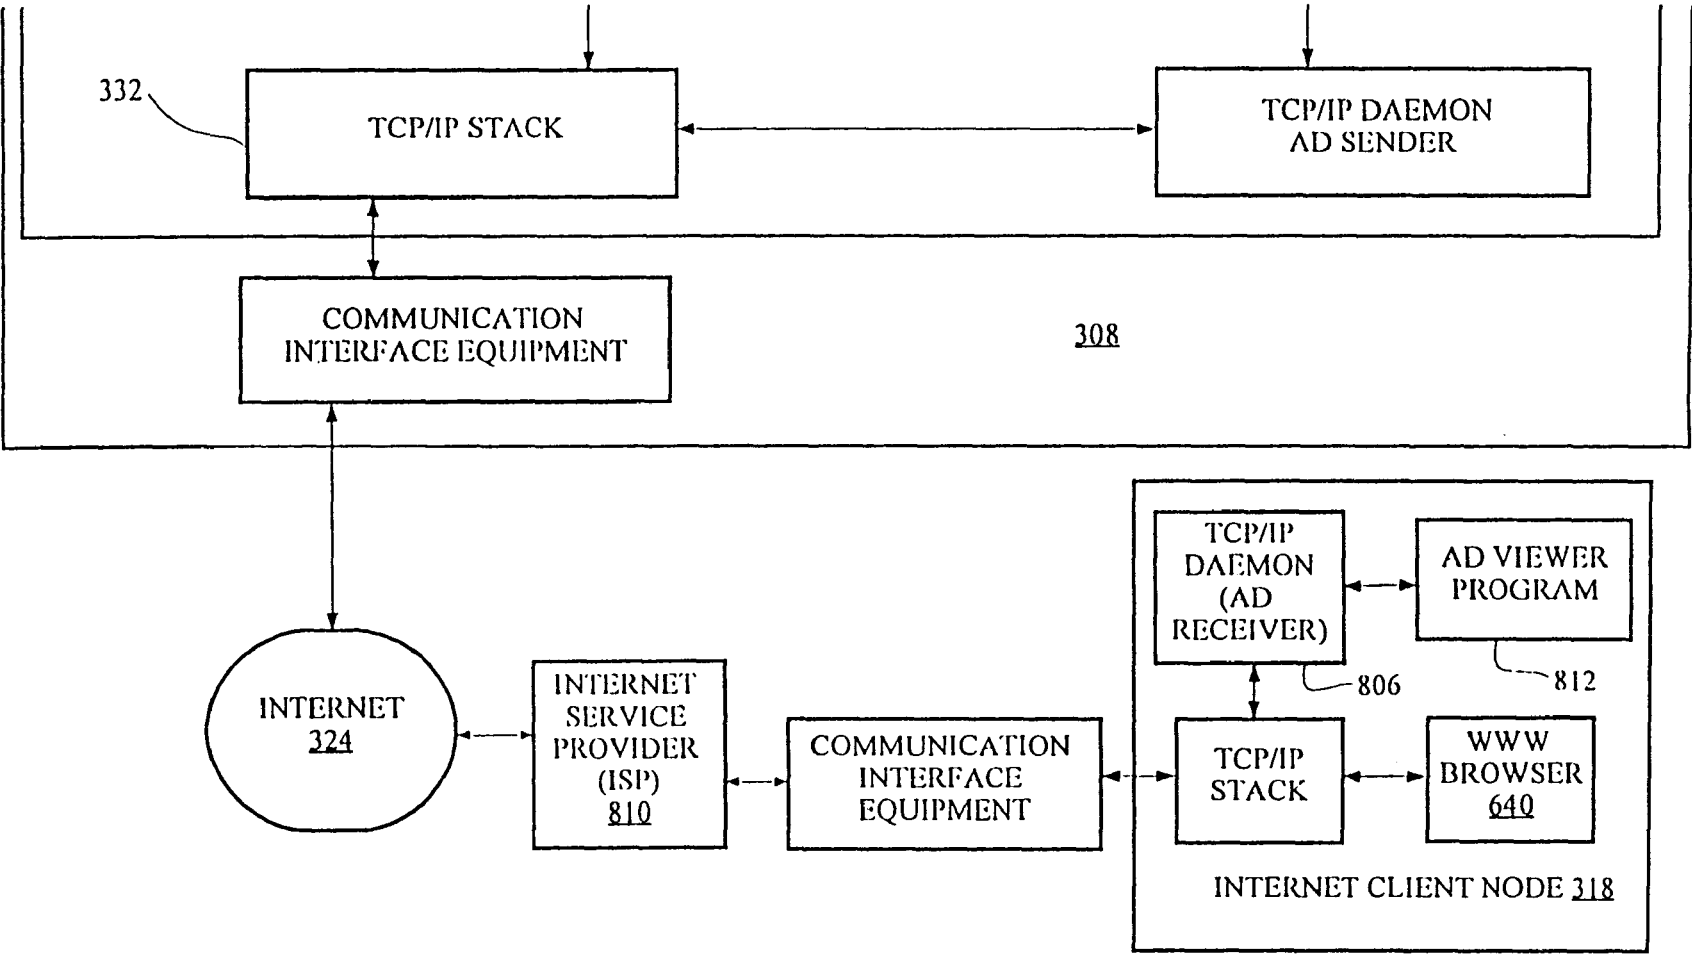 332
TCP/IP STACK
TCP/IP DAEMON
AD SENDER
COMMUNICATION
INTERFACE EQUIPMENT
308
INTERNET
324
INTERNET
SERVICE
PROVIDER
(ISP)
810
COMMUNICATION
INTERFACE
EQUIPMENT
TCP/IP
DAEMON
(AD
RECEIVER)
806
AD VIEWER
PROGRAM
812
TCP/IP
STACK
WWW
BROWSER
640
INTERNET CLIENT NODE 318